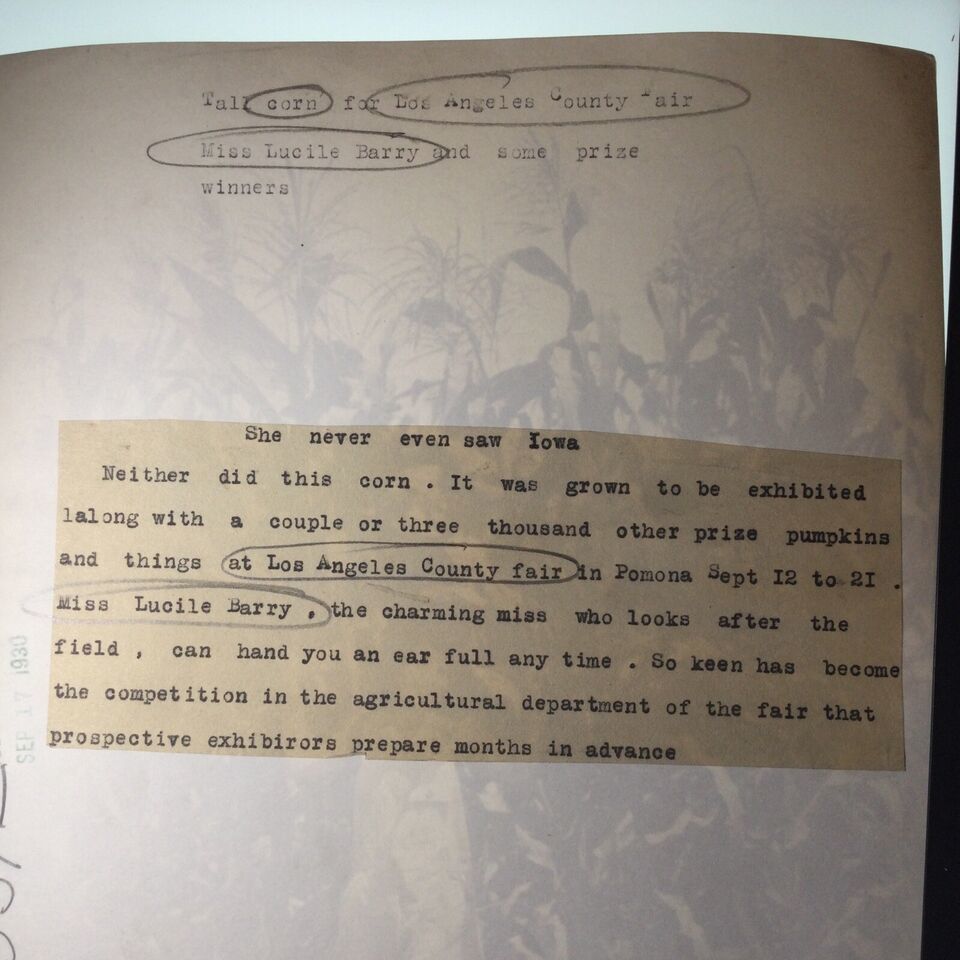 Tall corn for Los Angeles County Fair
Miss Lucile Barry and some prize
winners
She never even saw Iowa
Neither did this corn . It was grown to be exhibited
lalong with a couple or three thousand other prize pumpkins
and things at Los Angeles County fair in Pomona Sept I2 to 2I .
Miss Lucile Barry , the charming miss who looks after the
field , can hand you an ear full any time . So keen has become
the competition in the agricultural department of the fair that
prospective exhibirors prepare months in advance
SEP 17 1930